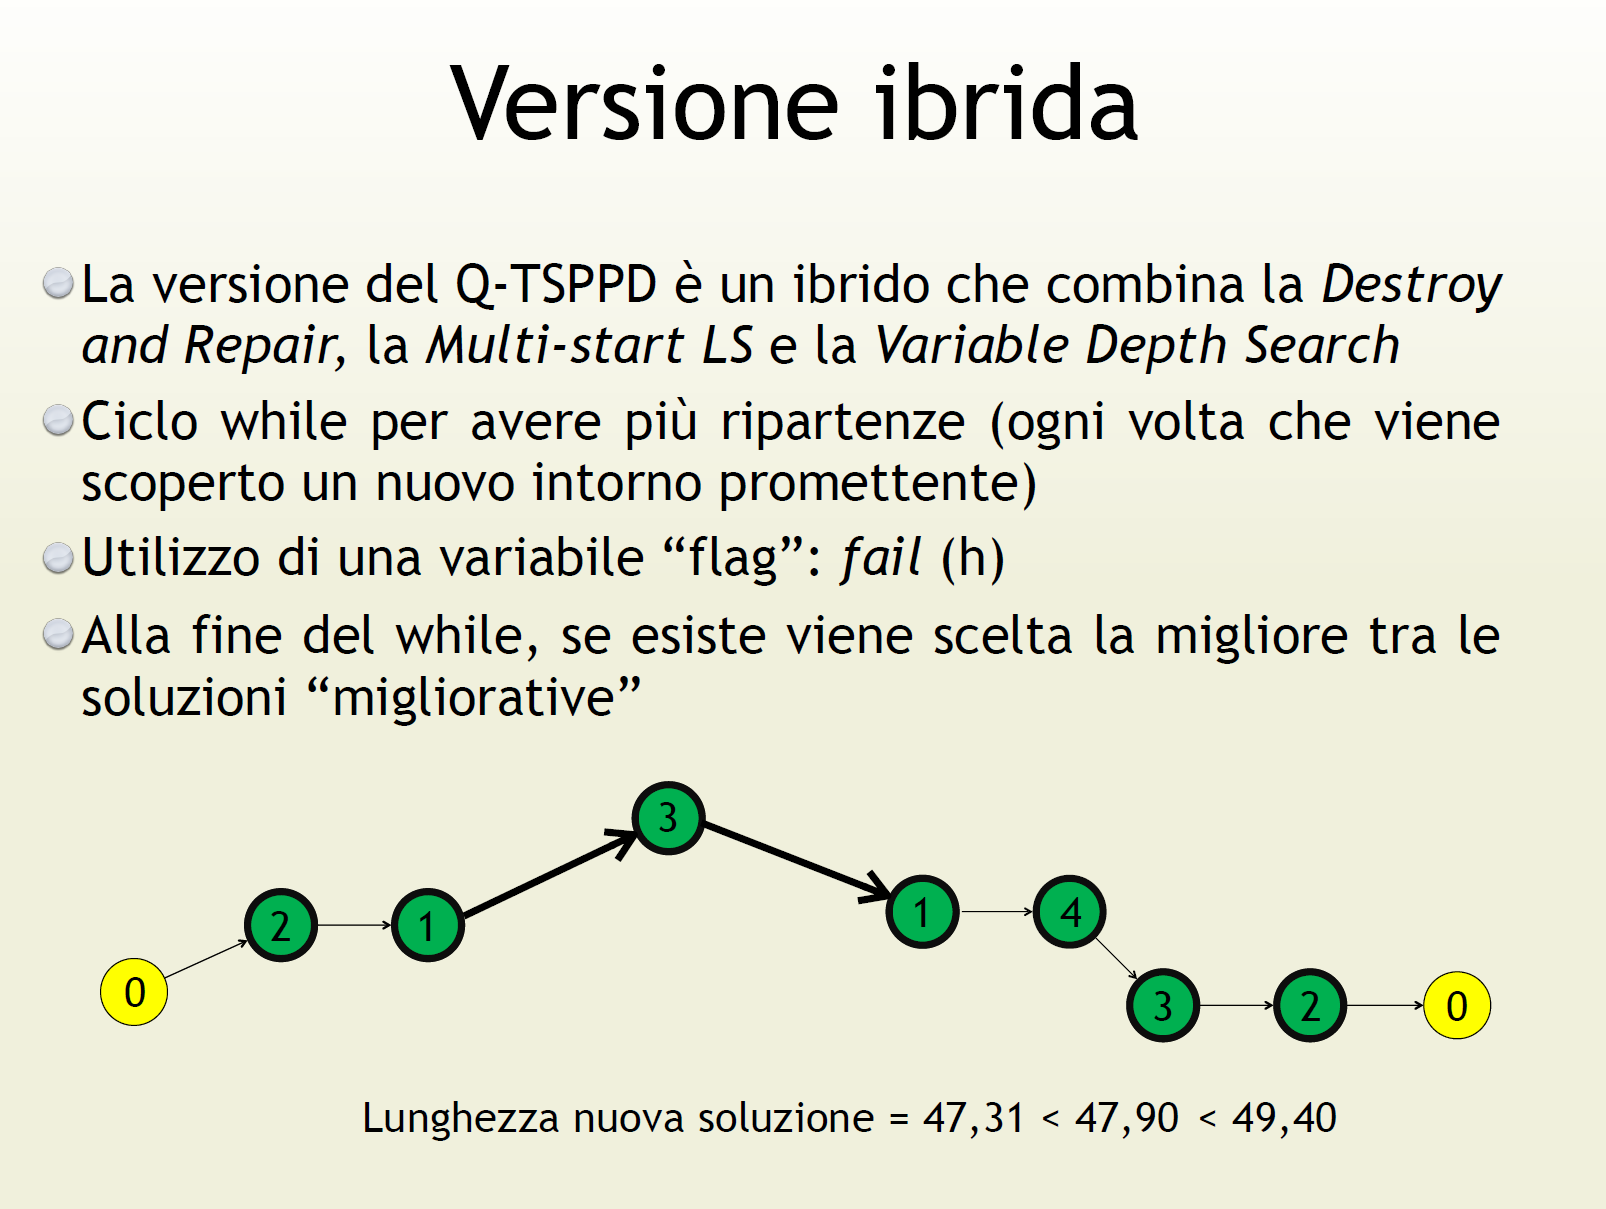 Versione ibrida
La versione del Q-TSPPD è un ibrido che combina la Destroy
and Repair, la Multi-start LS e la Variable Depth Search
Ciclo while per avere più ripartenze (ogni volta che viene
scoperto un nuovo intorno promettente)
Utilizzo di una variabile “flag”: fail (h)
Alla fine del while, se esiste viene scelta la migliore tra le
soluzioni “migliorative”
3
2 1 1 4
0 3 2 0
Lunghezza nuova soluzione = 47,31 < 47,90 < 49,40